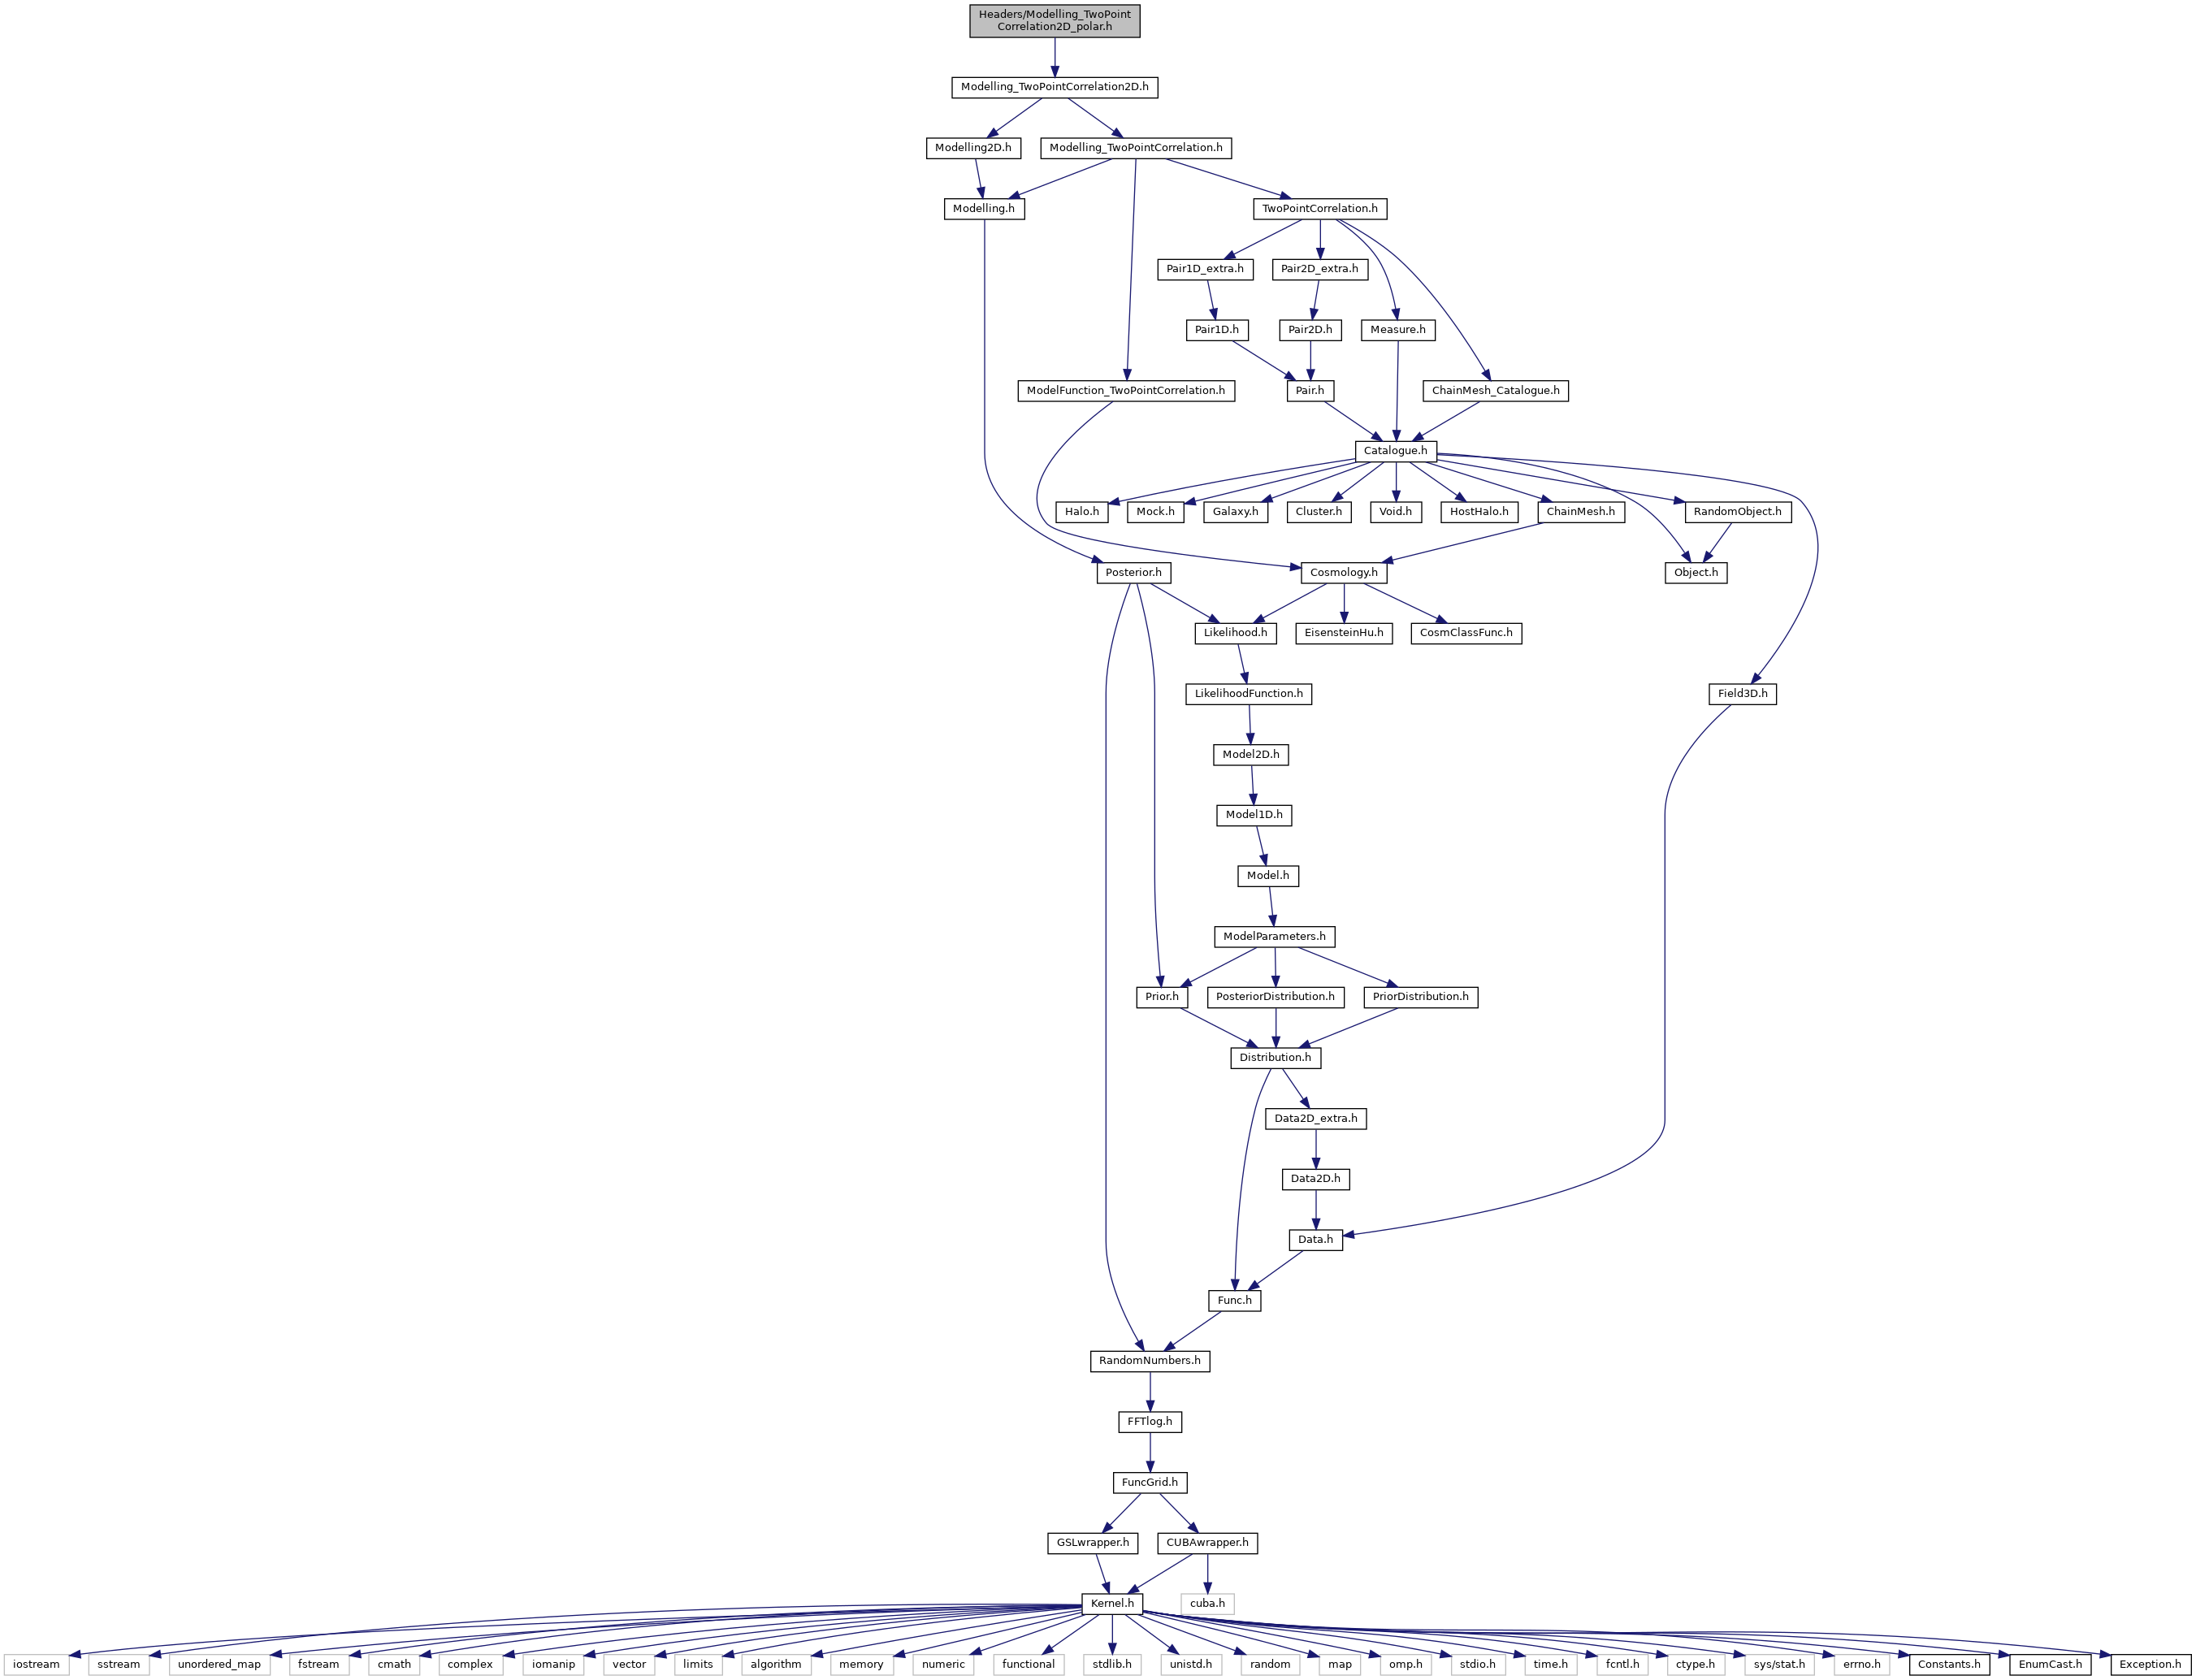 Headers/Modelling_TwoPoint
Correlation2D_polar.h
Modelling_TwoPointCorrelation2D.h
Modelling2D.h
Modelling_TwoPointCorrelation.h
Modelling.h
TwoPointCorrelation.h
Pair1D_extra.h
Pair2D_extra.h
Pair1D.h
Pair2D.h
Measure.h
ModelFunction_TwoPointCorrelation.h
Pair.h
ChainMesh_Catalogue.h
Catalogue.h
Halo.h
Mock.h
Galaxy.h
Cluster.h
Void.h
HostHalo.h
ChainMesh.h
RandomObject.h
Posterior.h
Cosmology.h
Object.h
Likelihood.h
EisensteinHu.h
CosmClassFunc.h
LikelihoodFunction.h
Field3D.h
Model2D.h
Model1D.h
Model.h
ModelParameters.h
Prior.h
PosteriorDistribution.h
PriorDistribution.h
Distribution.h
Data2D_extra.h
Data2D.h
Data.h
Func.h
RandomNumbers.h
FFTlog.h
FuncGrid.h
GSLwrapper.h
CUBAwrapper.h
Kernel.h
cuba.h
iostream
sstream
unordered_map
fstream
cmath
complex
iomanip
vector
limits
algorithm
memory
numeric
functional
stdlib.h
unistd.h
random
map
omp.h
stdio.h
time.h
fcntl.h
ctype.h
sys/stat.h
errno.h
Constants.h
EnumCast.h
Exception.h